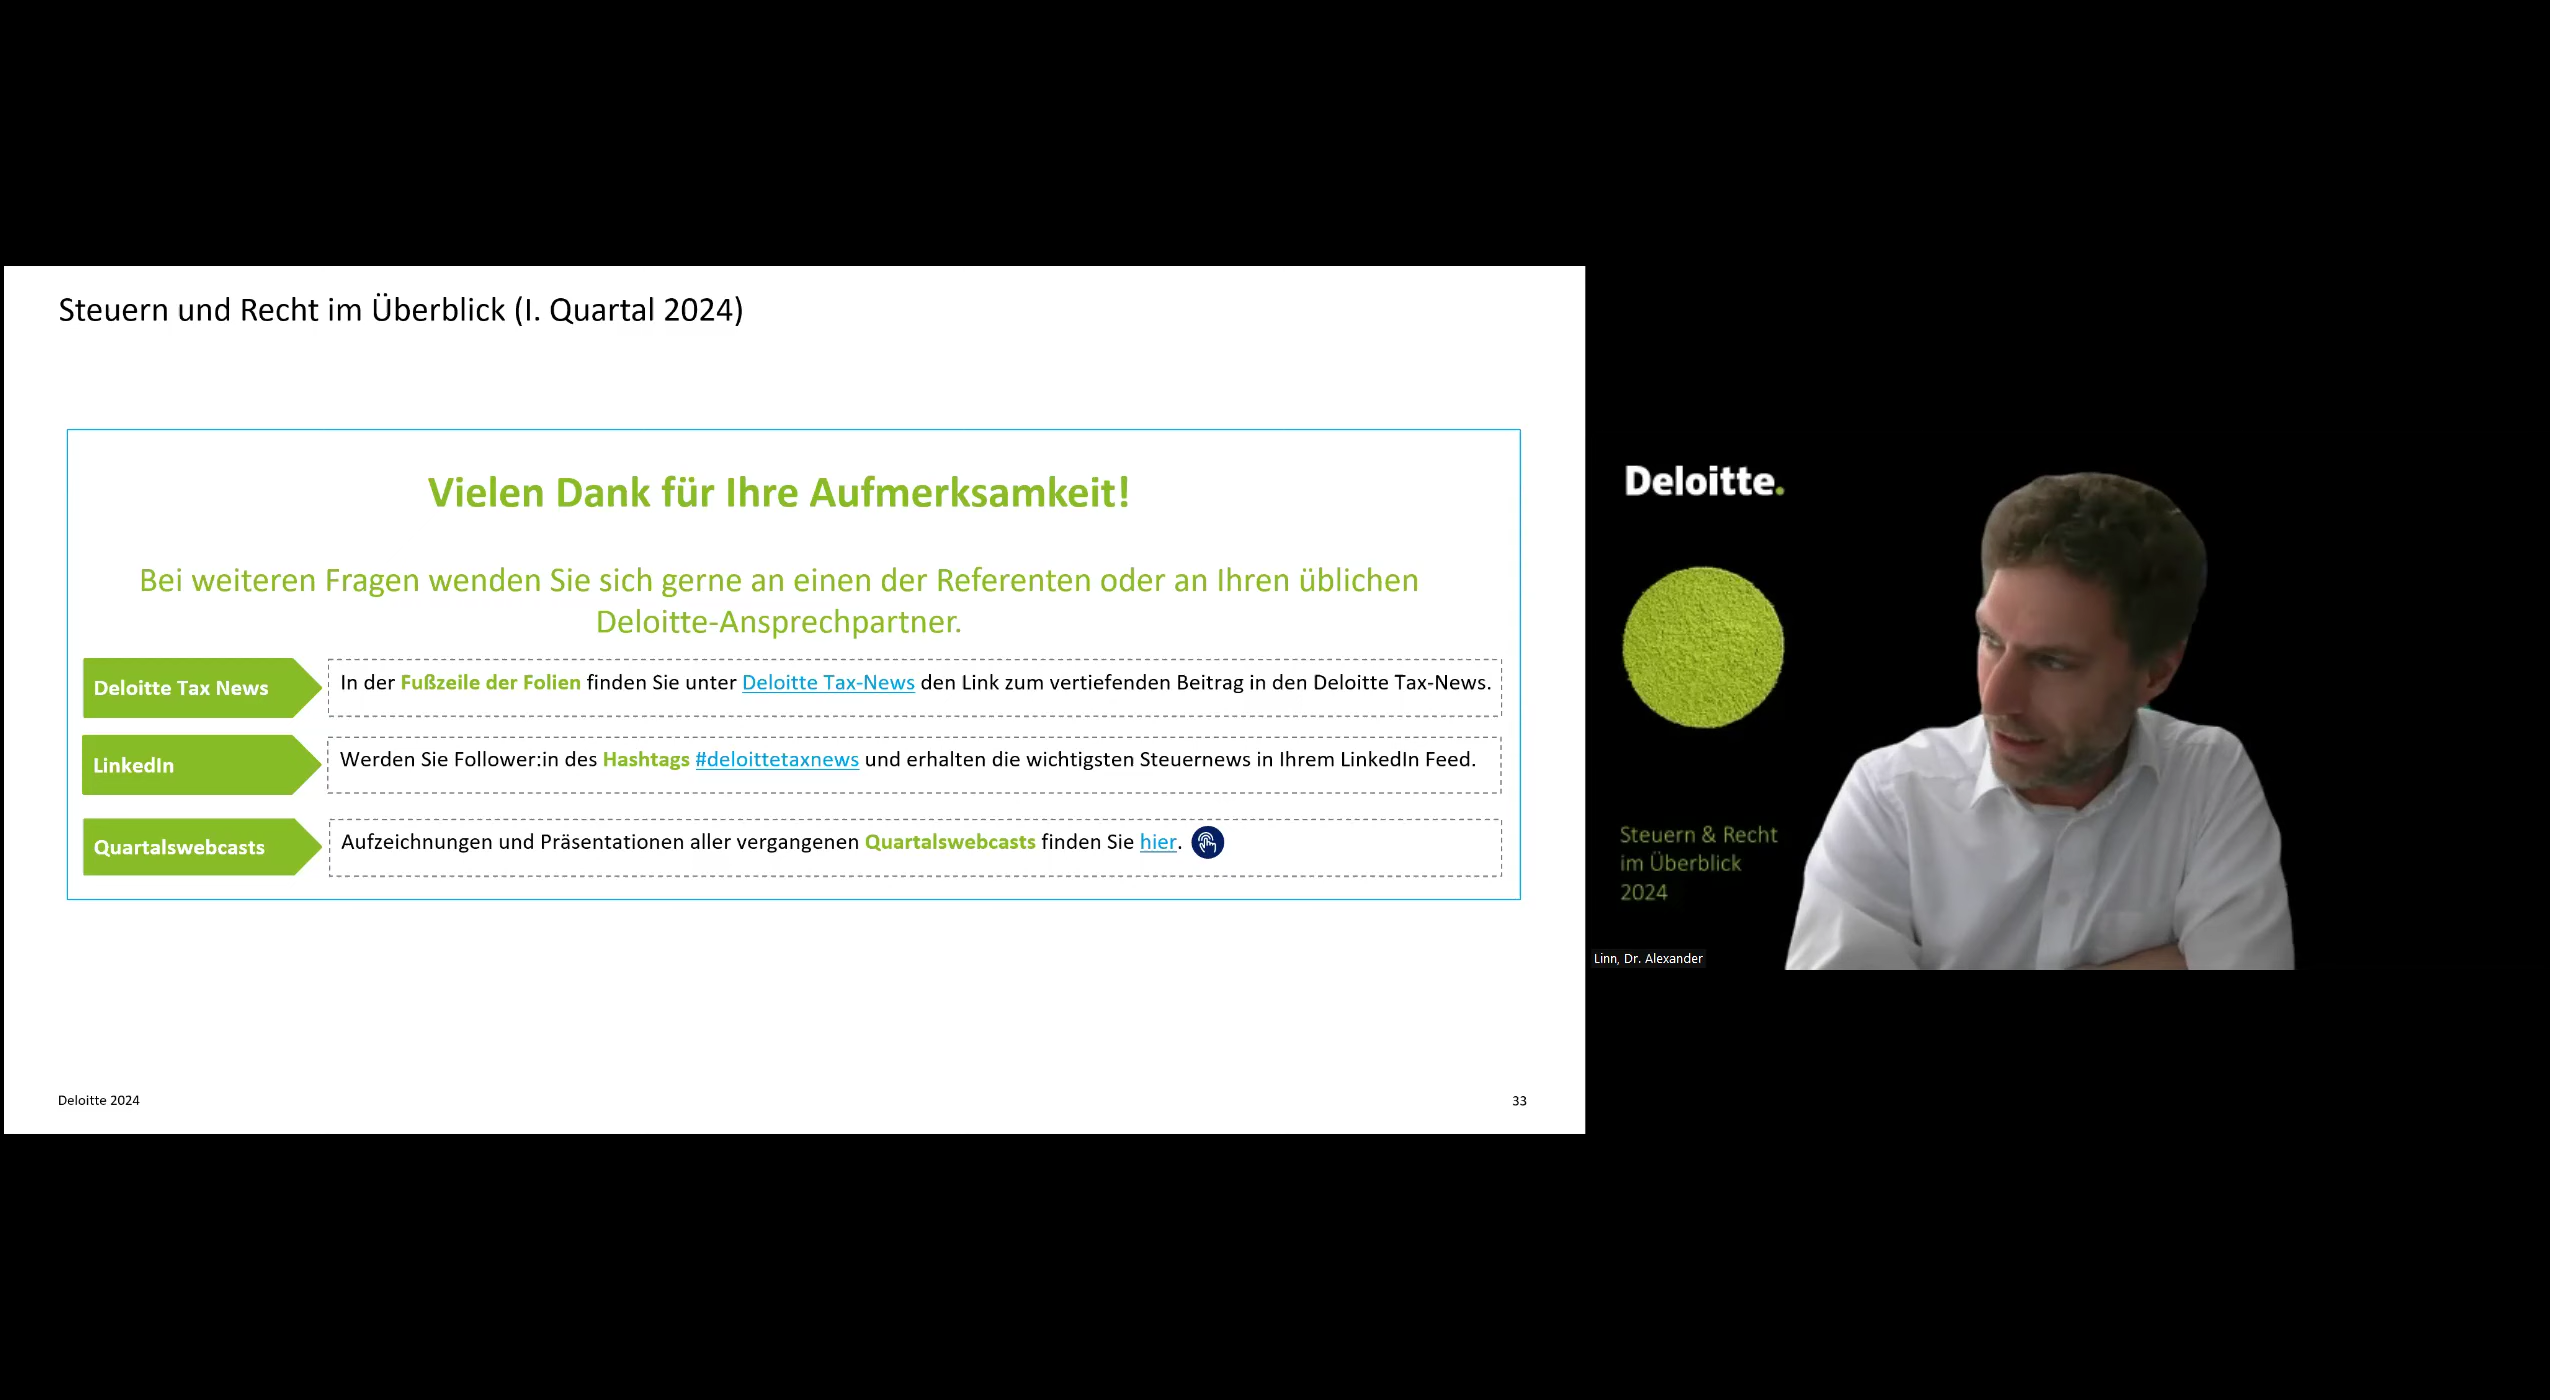 Steuern und Recht im Überblick (I. Quartal 2024)
Vielen Dank für Ihre Aufmerksamkeit!
Bei weiteren Fragen wenden Sie sich gerne an einen der Referenten oder an Ihren üblichen
Deloitte-Ansprechpartner.
Deloitte Tax News
In der Fußzeile der Folien finden Sie unter Deloitte Tax-News den Link zum vertiefenden Beitrag in den Deloitte Tax-News.
LinkedIn
Werden Sie Follower:in des Hashtags #deloittetaxnews und erhalten die wichtigsten Steuernews in Ihrem LinkedIn Feed.
Quartalswebcasts
Aufzeichnungen und Präsentationen aller vergangenen Quartalswebcasts finden Sie hier.
Deloitte 2024
33
Deloitte.
Steuern & Recht
im Überblick
2024
Linn, Dr. Alexander